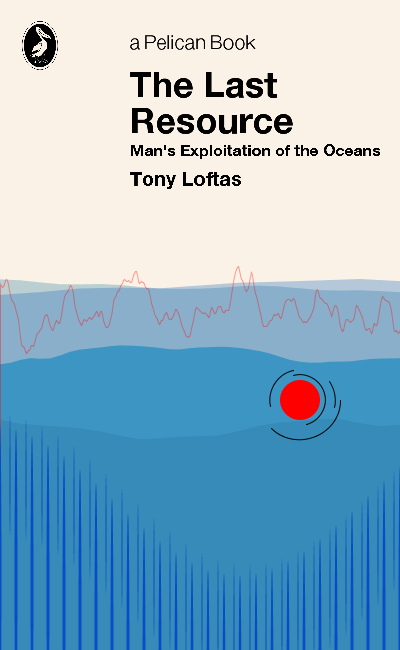 a Pelican Book
The Last
Resource
Man's Exploitation of the Oceans
Tony Loftas